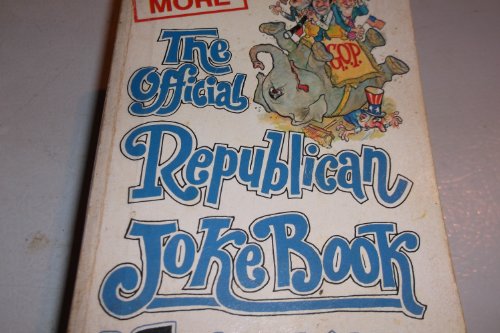 MORE
The
Official
G.O.P.
Republican
Joke Book